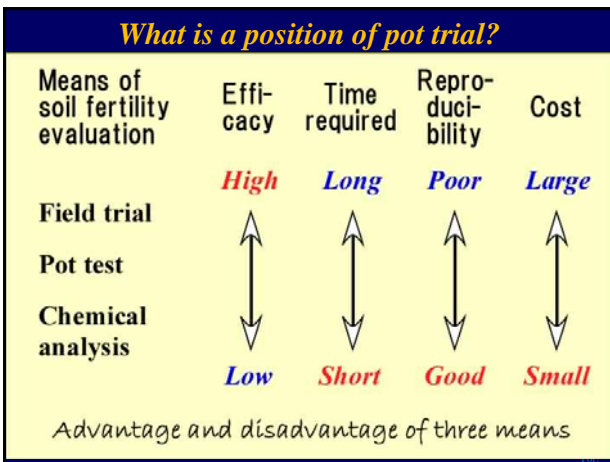 What is a position of pot trial?
Means of soil fertility evaluation
Effi-cacy
Time required
Repro-duci-bility
Cost
High Long Poor Large
Field trial
Pot test
Chemical analysis
Low Short Good Small
Advantage and disadvantage of three means